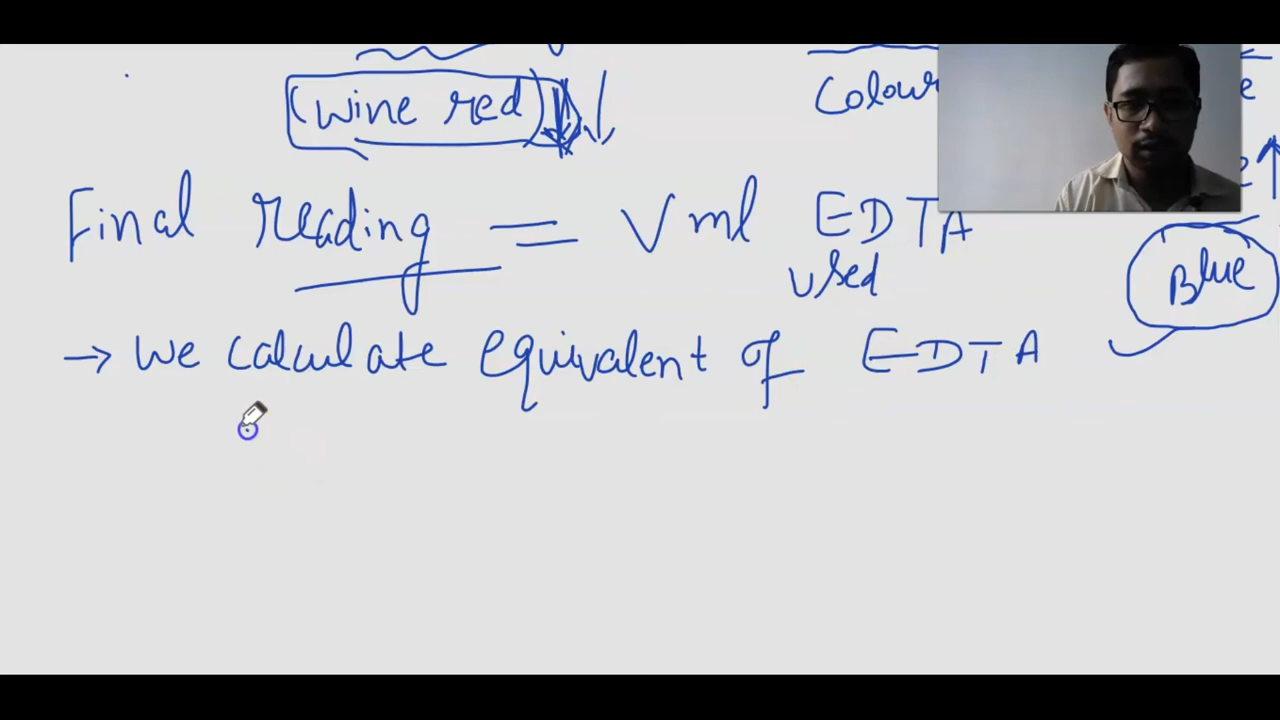 (wine red)
Colour
Final reading = V ml EDTA
used
Blue
→ We calculate equivalent of EDTA